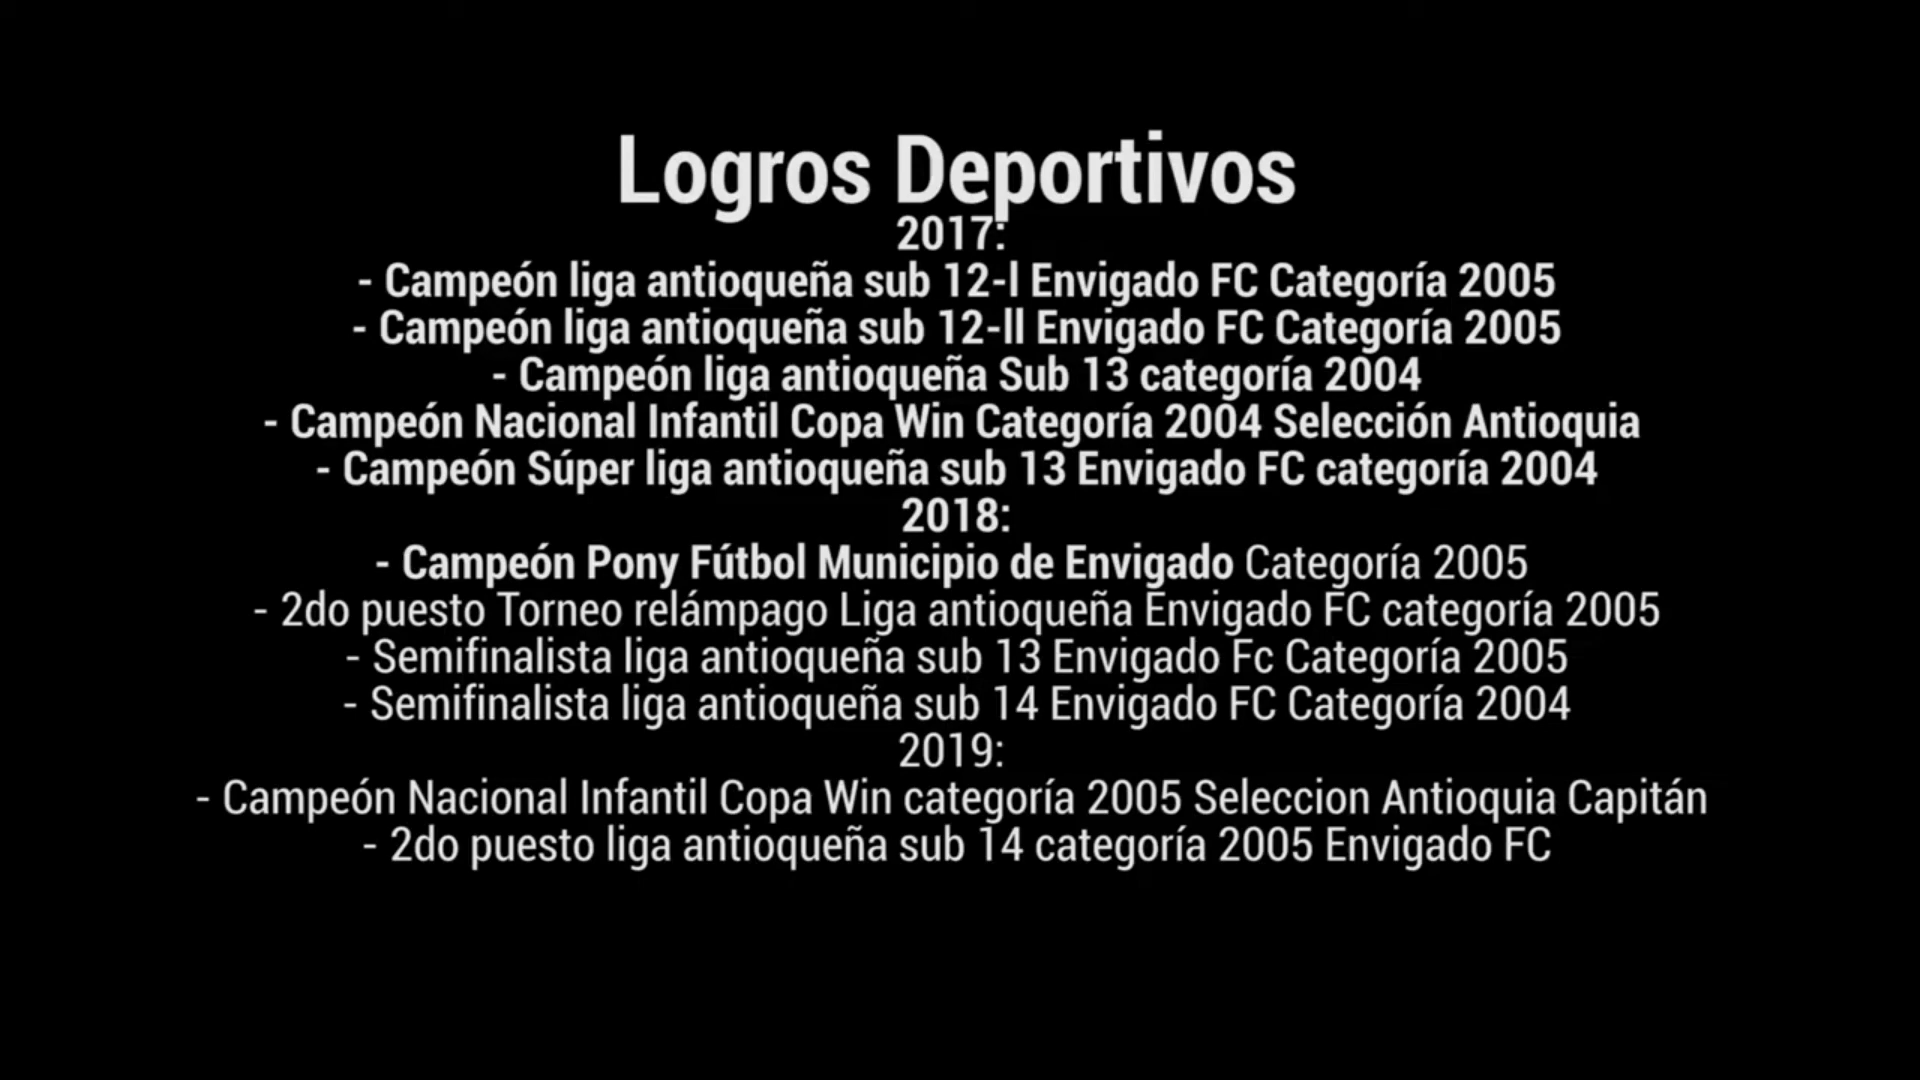 Logros Deportivos
2017:
- Campeón liga antioqueña sub 12-l Envigado FC Categoría 2005
- Campeón liga antioqueña sub 12-ll Envigado FC Categoría 2005
- Campeón liga antioqueña Sub 13 categoría 2004
- Campeón Nacional Infantil Copa Win Categoría 2004 Selección Antioquia
- Campeón Súper liga antioqueña sub 13 Envigado FC categoría 2004
2018:
- Campeón Pony Fútbol Municipio de Envigado Categoría 2005
- 2do puesto Torneo relámpago Liga antioqueña Envigado FC categoría 2005
- Semifinalista liga antioqueña sub 13 Envigado Fc Categoría 2005
- Semifinalista liga antioqueña sub 14 Envigado FC Categoría 2004
2019:
- Campeón Nacional Infantil Copa Win categoría 2005 Seleccion Antioquia Capitán
- 2do puesto liga antioqueña sub 14 categoría 2005 Envigado FC